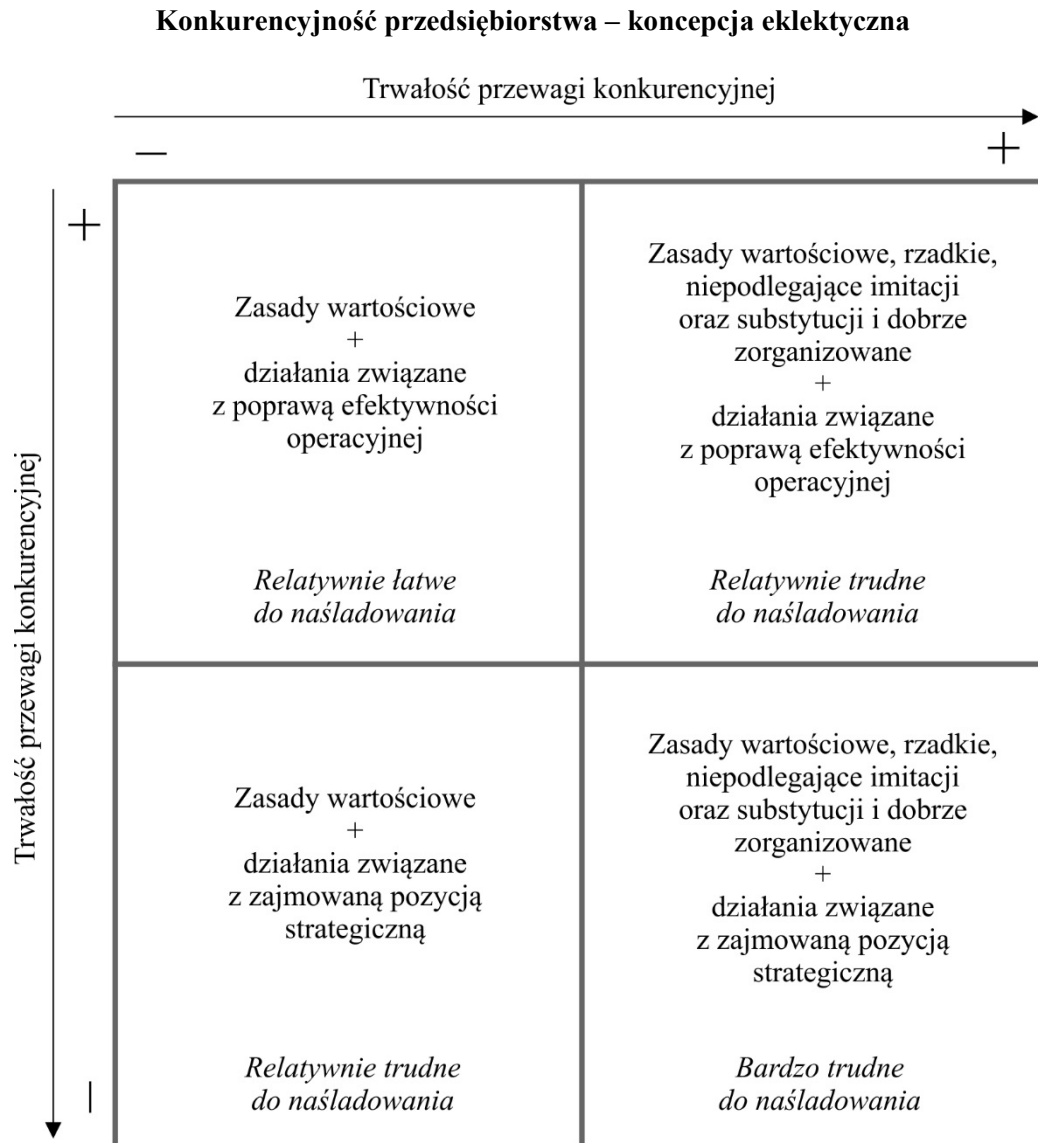 Konkurencyjność przedsiębiorstwa – koncepcja eklektyczna
Trwałość przewagi konkurencyjnej
— +
Trwałość przewagi konkurencyjnej
+
|
Zasady wartościowe
+
działania związane
z poprawą efektywności
operacyjnej
Relatywnie łatwe
do naśladowania
Zasady wartościowe, rzadkie,
niepodlegające imitacji
oraz substytucji i dobrze
zorganizowane
+
działania związane
z poprawą efektywności
operacyjnej
Relatywnie trudne
do naśladowania
Zasady wartościowe
+
działania związane
z zajmowaną pozycją
strategiczną
Relatywnie trudne
do naśladowania
Zasady wartościowe, rzadkie,
niepodlegające imitacji
oraz substytucji i dobrze
zorganizowane
+
działania związane
z zajmowaną pozycją
strategiczną
Bardzo trudne
do naśladowania